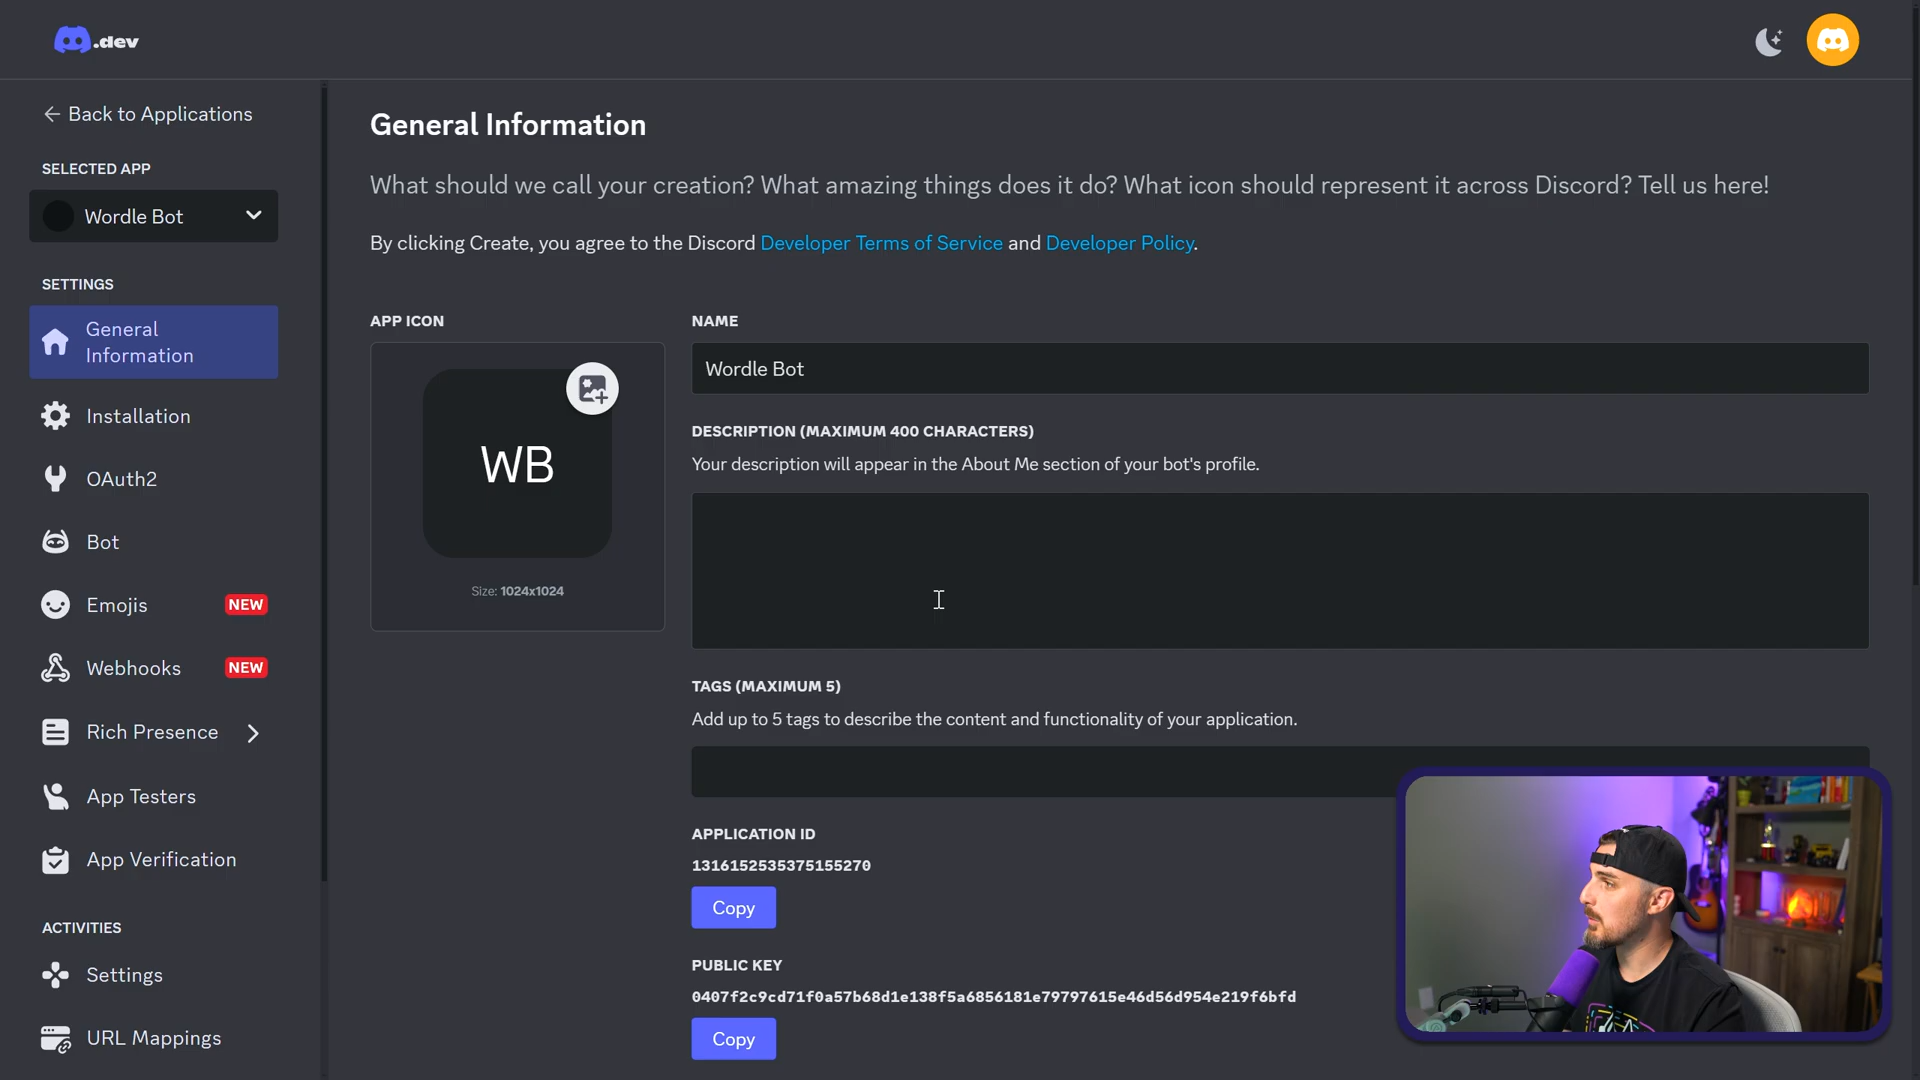 .dev
Back to Applications
SELECTED APP
Wordle Bot
SETTINGS
General
Information
Installation
OAuth2
Bot
Emojis NEW
Webhooks NEW
Rich Presence
App Testers
App Verification
ACTIVITIES
Settings
URL Mappings
General Information
What should we call your creation? What amazing things does it do? What icon should represent it across Discord? Tell us here!
By clicking Create, you agree to the Discord Developer Terms of Service and Developer Policy.
APP ICON
WB
Size: 1024x1024
NAME
Wordle Bot
DESCRIPTION (MAXIMUM 400 CHARACTERS)
Your description will appear in the About Me section of your bot's profile.
TAGS (MAXIMUM 5)
Add up to 5 tags to describe the content and functionality of your application.
APPLICATION ID
1316152535375155270
Copy
PUBLIC KEY
0407f2c9cd71f0a57b68d1e138f5a6856181e79797615e46d56d954e219f6bfd
Copy